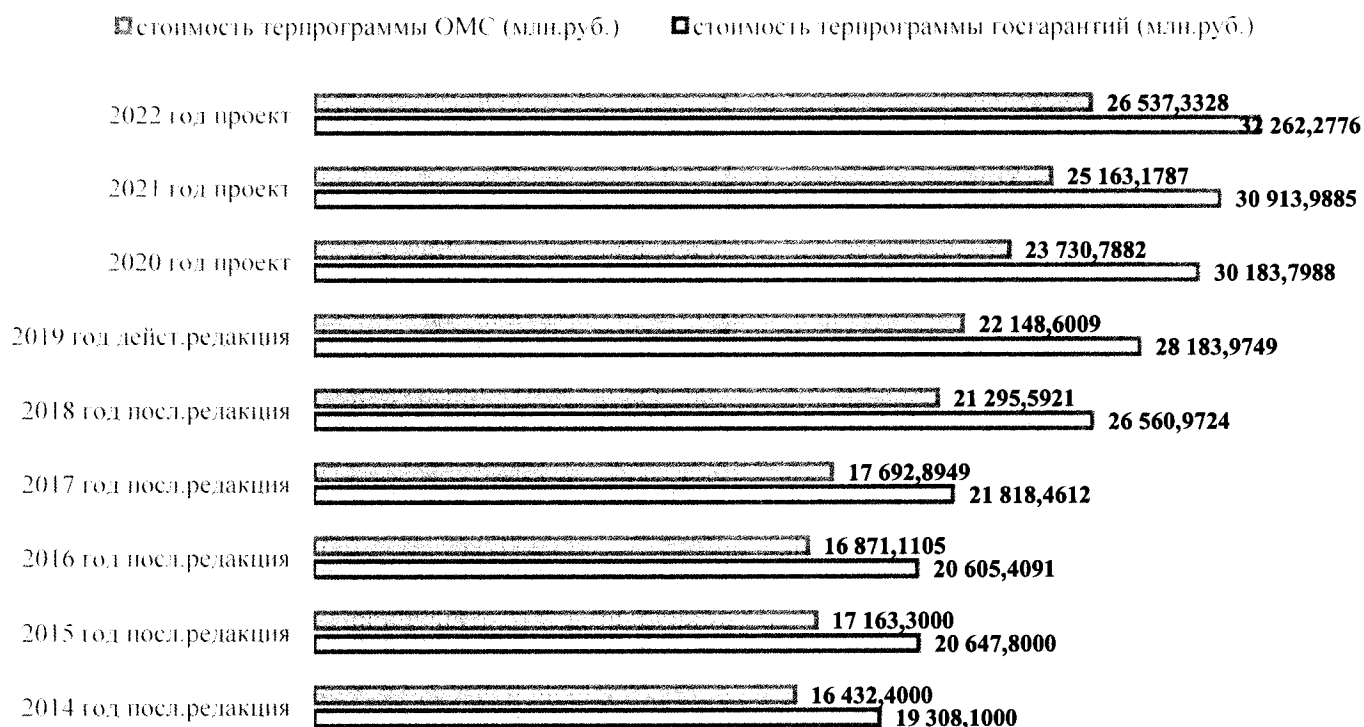 стоимость терпрограммы ОМС (млн.руб.) стоимость терпрограммы госгарантий (млн.руб.)
2022 год проект
26 537,3328
32 262,2776
2021 год проект
25 163,1787
30 913,9885
2020 год проект
23 730,7882
30 183,7988
2019 год дейст.редакция
22 148,6009
28 183,9749
2018 год посл.редакция
21 295,5921
26 560,9724
2017 год посл.редакция
17 692,8949
21 818,4612
2016 год посл.редакция
16 871,1105
20 605,4091
2015 год посл.редакция
17 163,3000
20 647,8000
2014 год посл.редакция
16 432,4000
19 308,1000